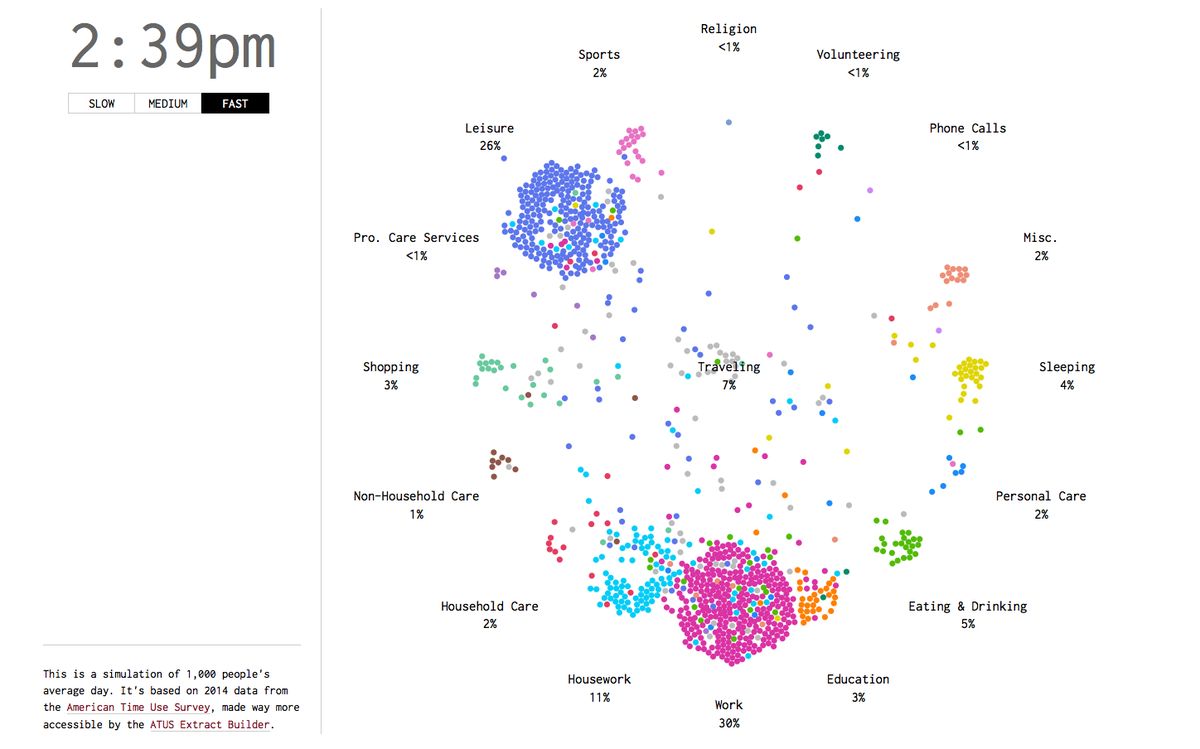 2:39pm
SLOW MEDIUM FAST
Religion
<1%
Sports
2%
Volunteering
<1%
Leisure
26%
Phone Calls
<1%
Pro. Care Services
<1%
Misc.
2%
Shopping
3%
Traveling
7%
Sleeping
4%
Non-Household Care
1%
Personal Care
2%
Household Care
2%
Eating & Drinking
5%
Housework
11%
Education
3%
Work
30%
This is a simulation of 1,000 people's
average day. It's based on 2014 data from
the American Time Use Survey, made way more
accessible by the ATUS Extract Builder.